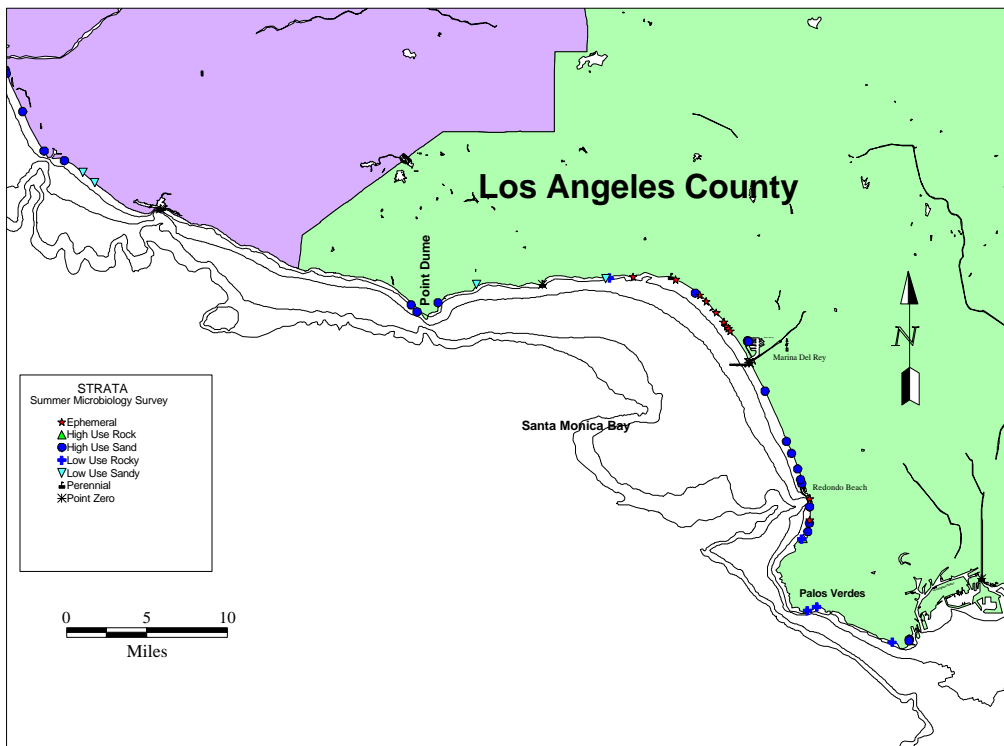 Los Angeles County
Point Dume
N
Marina Del Rey
STRATA
Summer Microbiology Survey
Ephemeral
High Use Rock
High Use Sand
Low Use Rocky
Low Use Sandy
Perennial
Point Zero
Santa Monica Bay
Redondo Beach
Palos Verdes
0 5 10
Miles